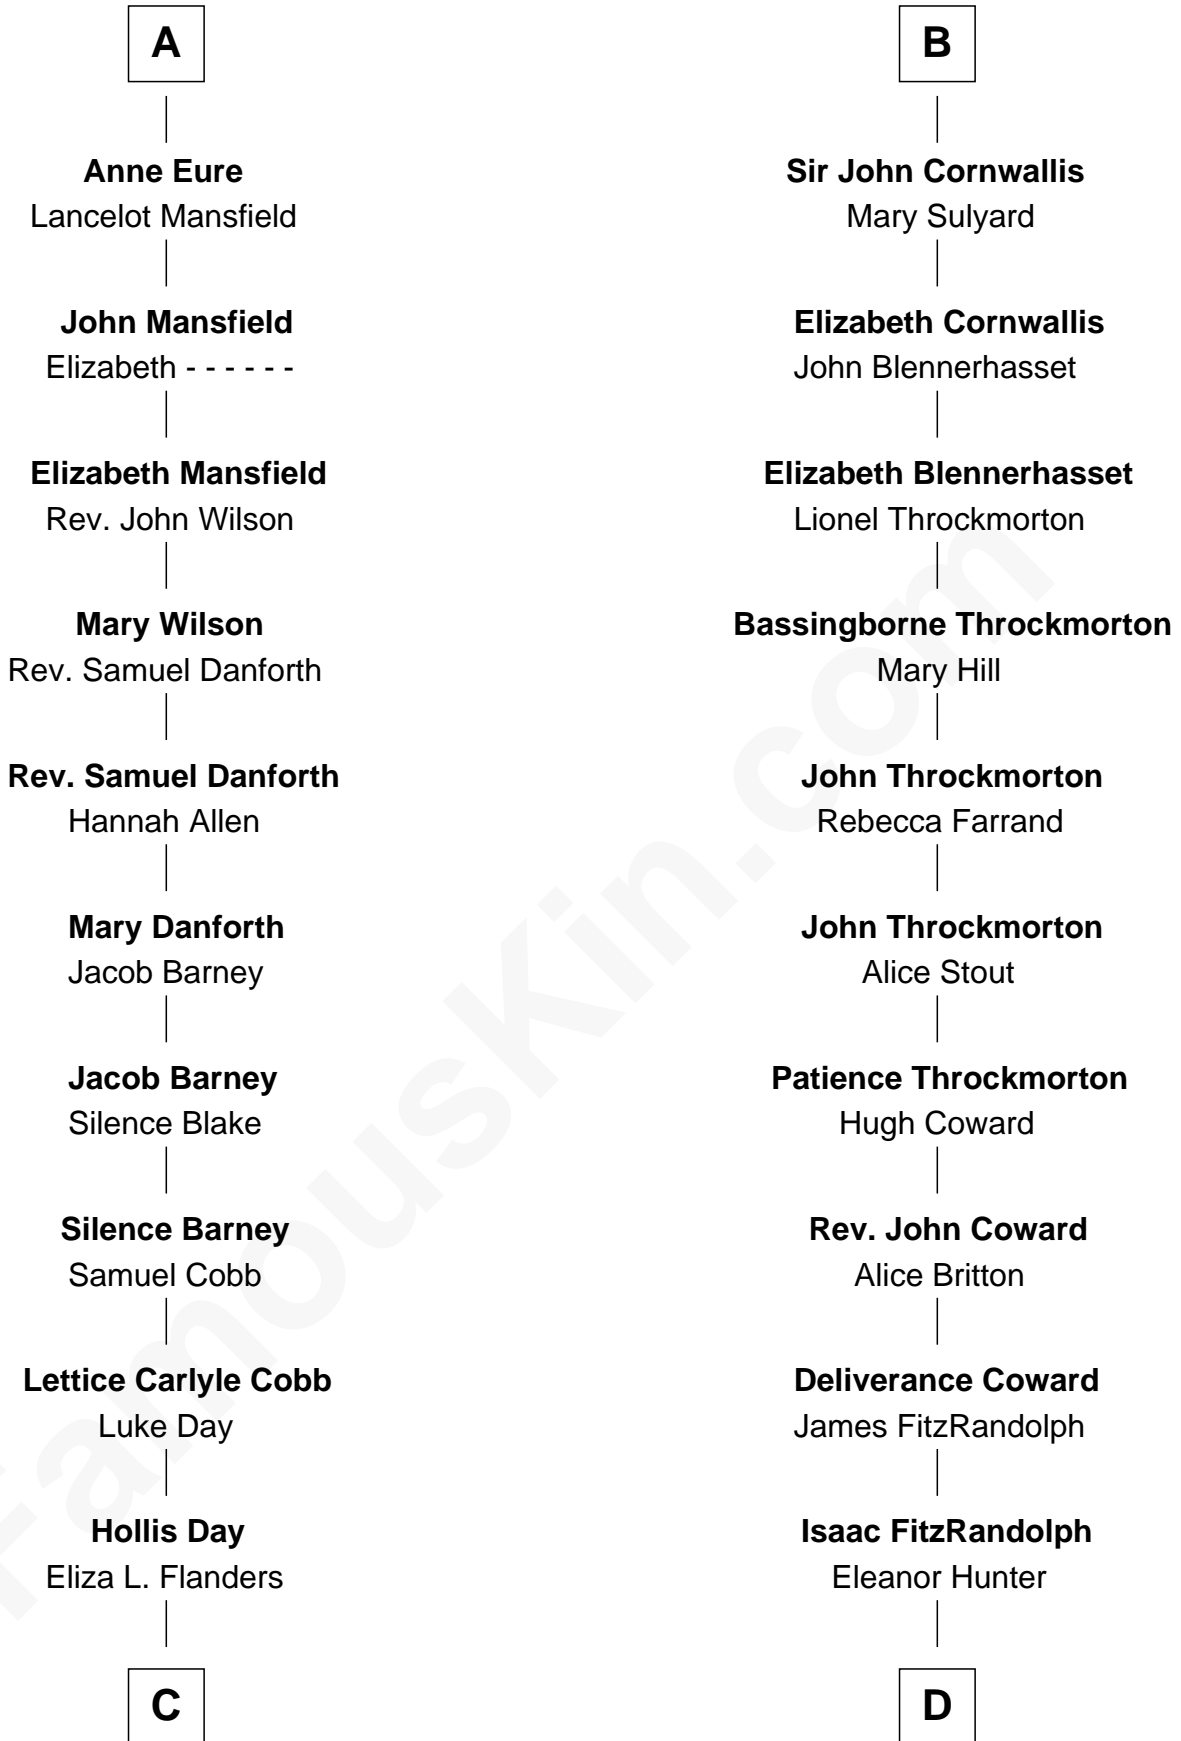 A
Anne Eure
Lancelot Mansfield
John Mansfield
Elizabeth - - - - - -
Elizabeth Mansfield
Rev. John Wilson
Mary Wilson
Rev. Samuel Danforth
Rev. Samuel Danforth
Hannah Allen
Mary Danforth
Jacob Barney
Jacob Barney
Silence Blake
Silence Barney
Samuel Cobb
Lettice Carlyle Cobb
Luke Day
Hollis Day
Eliza L. Flanders
C
B
Sir John Cornwallis
Mary Sulyard
Elizabeth Cornwallis
John Blennerhasset
Elizabeth Blennerhasset
Lionel Throckmorton
Bassingborne Throckmorton
Mary Hill
John Throckmorton
Rebecca Farrand
John Throckmorton
Alice Stout
Patience Throckmorton
Hugh Coward
Rev. John Coward
Alice Britton
Deliverance Coward
James FitzRandolph
Isaac FitzRandolph
Eleanor Hunter
D
FamousKin.com